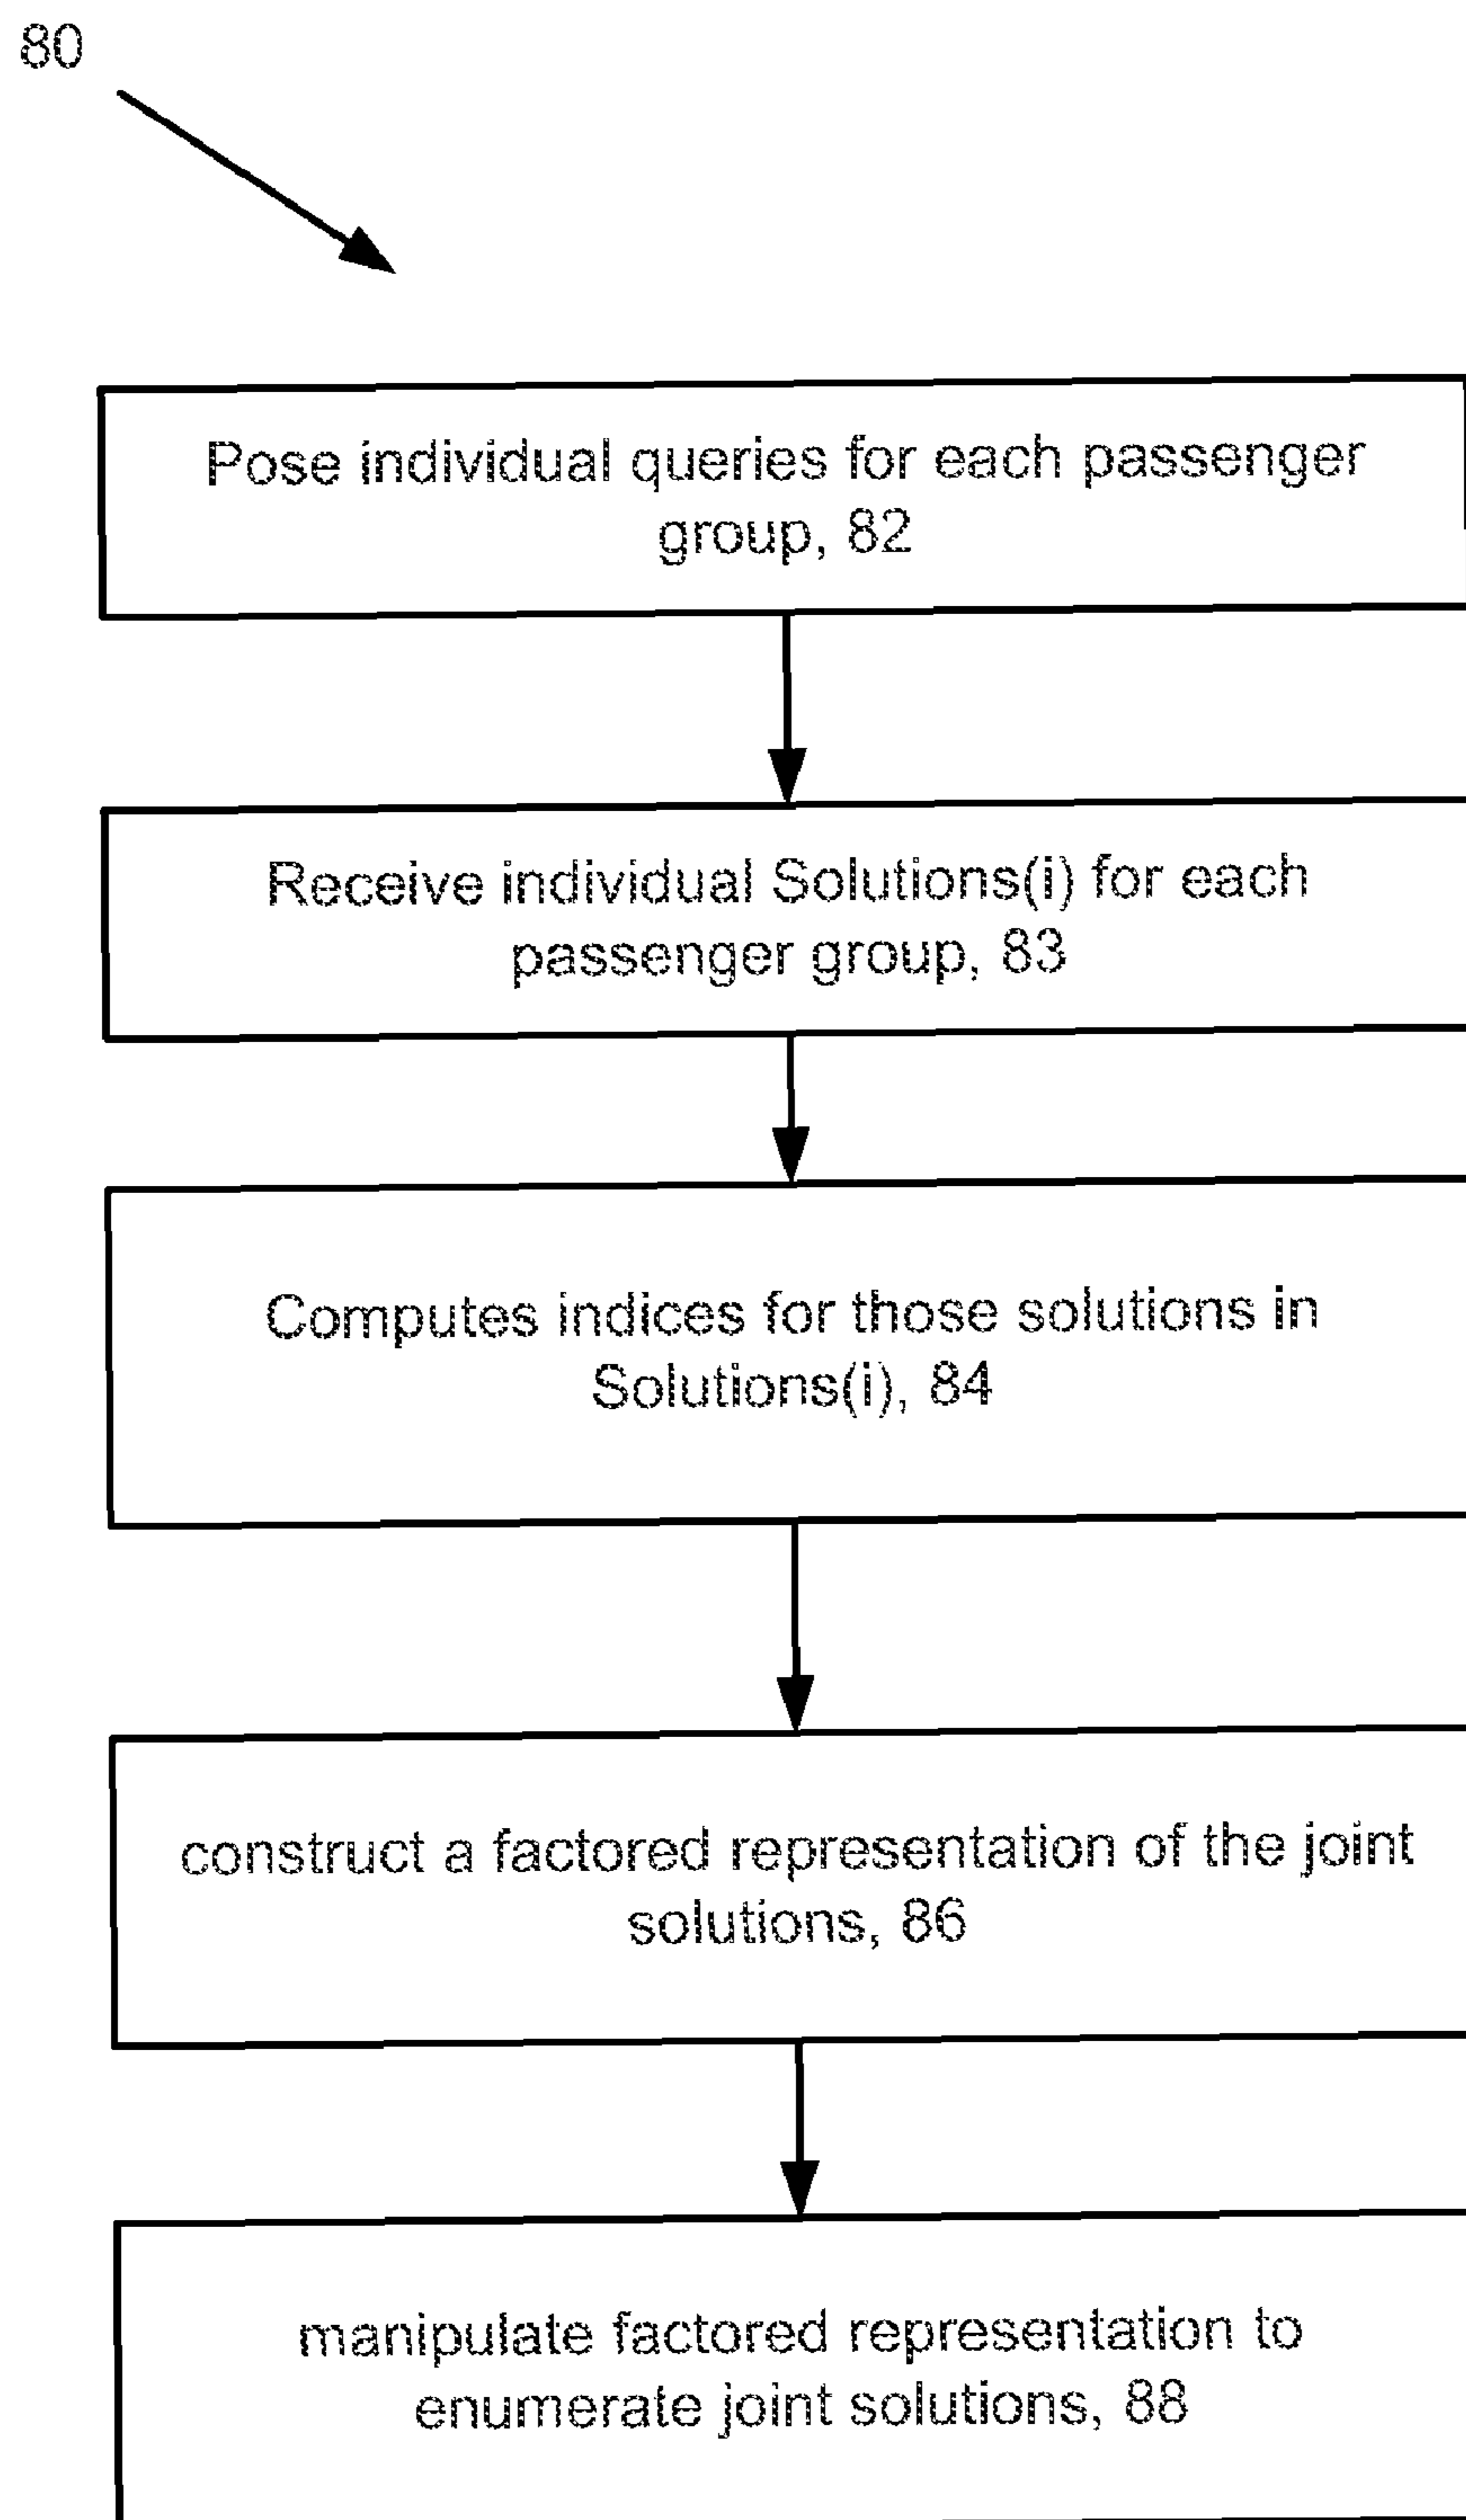 80
Pose individual queries for each passenger
group, 82
Receive individual Solutions(i) for each
passenger group, 83
Computes indices for those solutions in
Solutions(i), 84
construct a factored representation of the joint
solutions, 86
manipulate factored representation to
enumerate joint solutions, 88